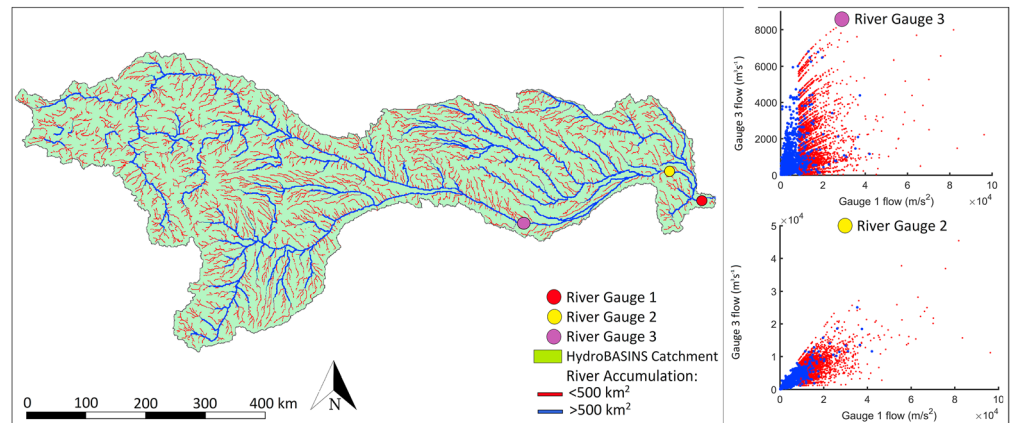 River Gauge 1
River Gauge 2
River Gauge 3
HydroBASINS Catchment
River Accumulation:
<500 km²
>500 km²
0 100 200 300 400 km
N
River Gauge 3
8000
6000
4000
2000
0
Gauge 3 flow (m³s⁻¹)
0 2 4 6 8 10
Gauge 1 flow (m/s²) ×10⁴
River Gauge 2
×10⁴
5
4
3
2
1
0
Gauge 3 flow (m³s⁻¹)
0 2 4 6 8 10
Gauge 1 flow (m/s²) ×10⁴